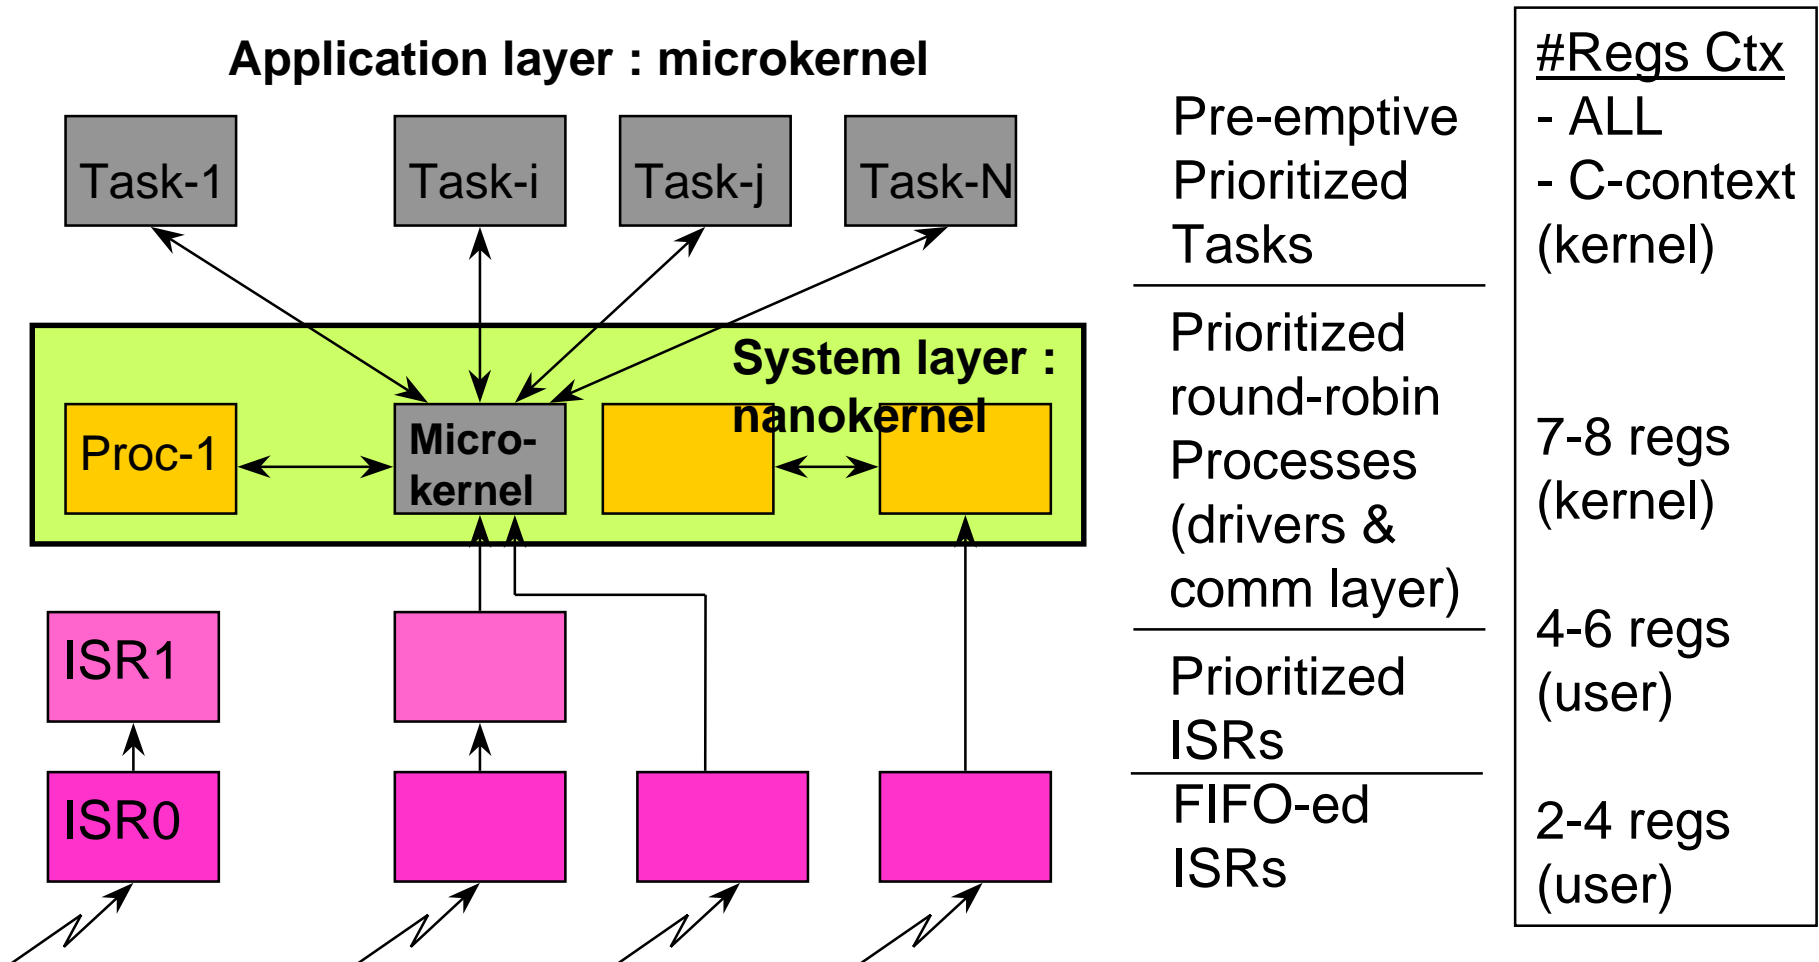 Application layer : microkernel
Task-1
Task-i
Task-j
Task-N
System layer :
nanokernel
Proc-1
Micro-
kernel
ISR1
ISR0
Pre-emptive
Prioritized
Tasks
Prioritized
round-robin
Processes
(drivers &
comm layer)
Prioritized
ISRs
FIFO-ed
ISRs
#Regs Ctx
- ALL
- C-context
(kernel)
7-8 regs
(kernel)
4-6 regs
(user)
2-4 regs
(user)